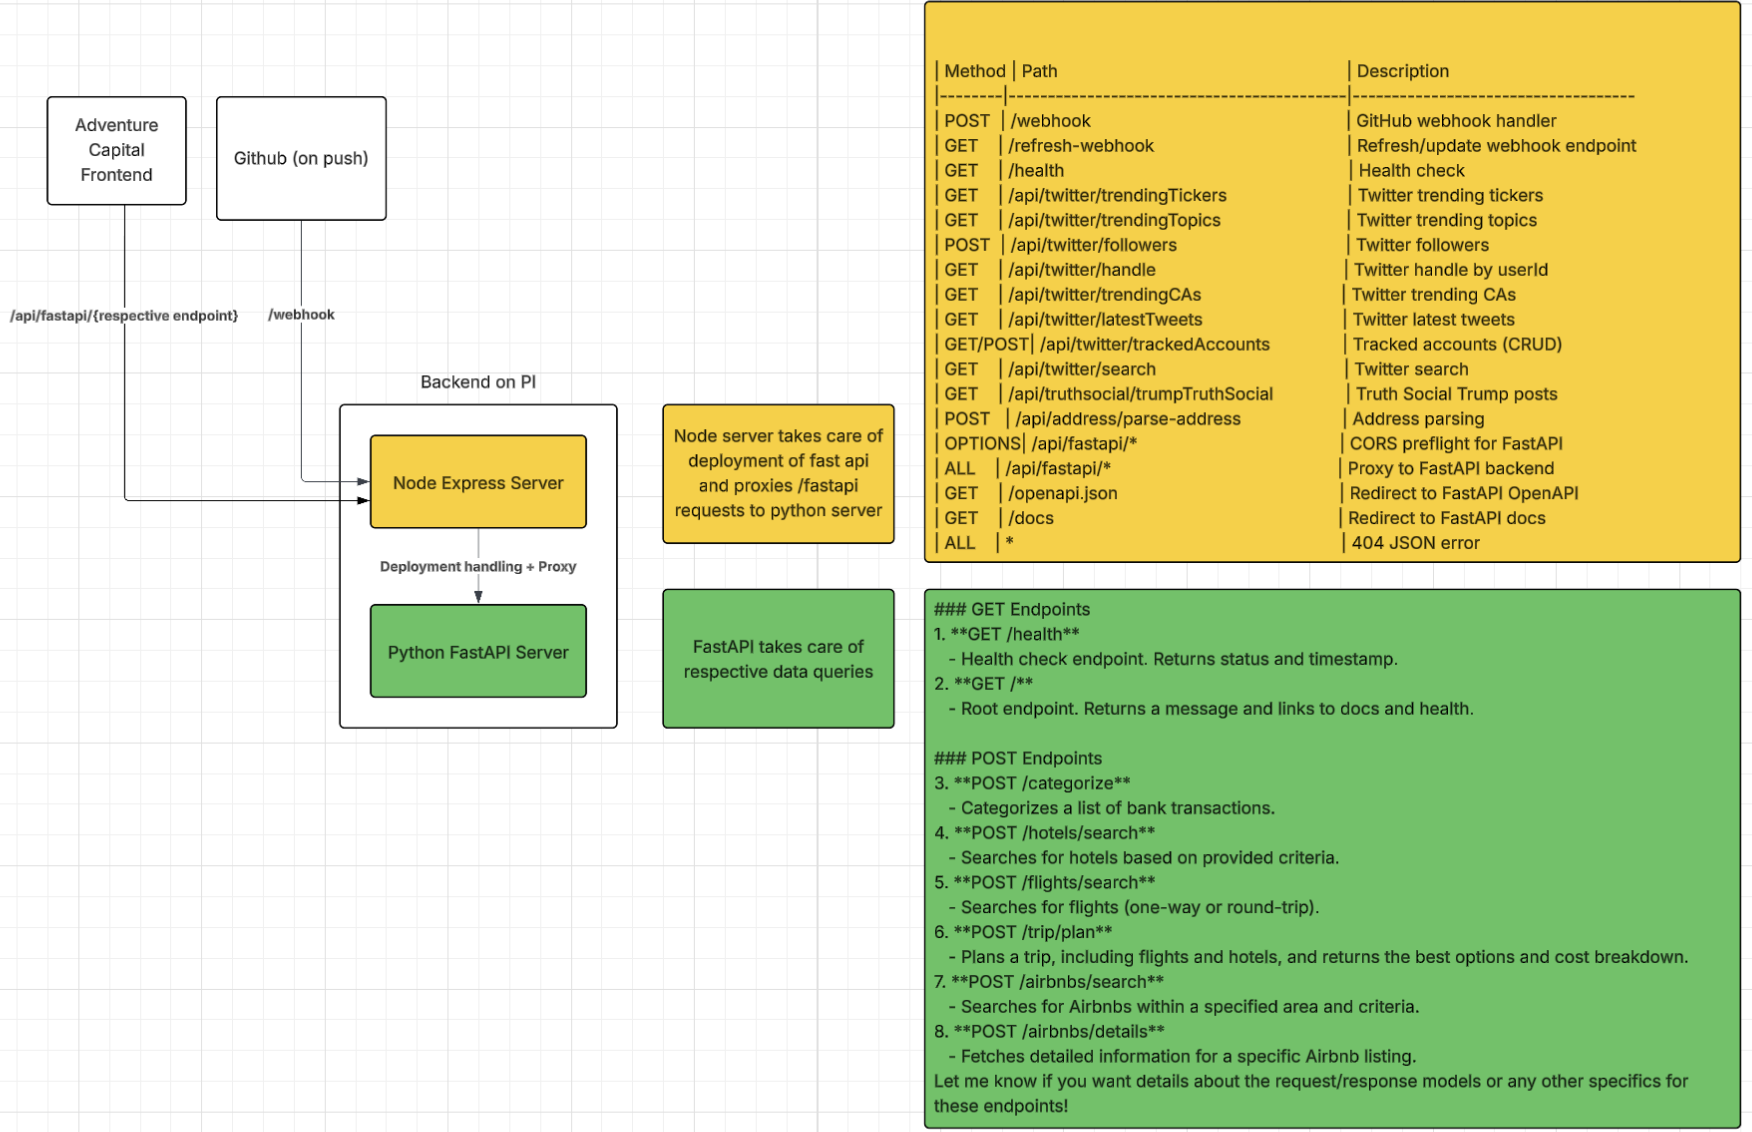 Adventure
Capital
Frontend
Github (on push)
/api/fastapi/{respective endpoint}
/webhook
Backend on PI
Node Express Server
Deployment handling + Proxy
Python FastAPI Server
Node server takes care of
deployment of fast api
and proxies /fastapi
requests to python server
FastAPI takes care of
respective data queries
| Method | Path | Description
|--------|-------------------------------------------|------------------------------------
| POST | /webhook | GitHub webhook handler
| GET | /refresh-webhook | Refresh/update webhook endpoint
| GET | /health | Health check
| GET | /api/twitter/trendingTickers | Twitter trending tickers
| GET | /api/twitter/trendingTopics | Twitter trending topics
| POST | /api/twitter/followers | Twitter followers
| GET | /api/twitter/handle | Twitter handle by userId
| GET | /api/twitter/trendingCAs | Twitter trending CAs
| GET | /api/twitter/latestTweets | Twitter latest tweets
| GET/POST| /api/twitter/trackedAccounts | Tracked accounts (CRUD)
| GET | /api/twitter/search | Twitter search
| GET | /api/truthsocial/trumpTruthSocial | Truth Social Trump posts
| POST | /api/address/parse-address | Address parsing
| OPTIONS| /api/fastapi/* | CORS preflight for FastAPI
| ALL | /api/fastapi/* | Proxy to FastAPI backend
| GET | /openapi.json | Redirect to FastAPI OpenAPI
| GET | /docs | Redirect to FastAPI docs
| ALL | * | 404 JSON error
### GET Endpoints
1. **GET /health**
- Health check endpoint. Returns status and timestamp.
2. **GET /**
- Root endpoint. Returns a message and links to docs and health.
### POST Endpoints
3. **POST /categorize**
- Categorizes a list of bank transactions.
4. **POST /hotels/search**
- Searches for hotels based on provided criteria.
5. **POST /flights/search**
- Searches for flights (one-way or round-trip).
6. **POST /trip/plan**
- Plans a trip, including flights and hotels, and returns the best options and cost breakdown.
7. **POST /airbnbs/search**
- Searches for Airbnbs within a specified area and criteria.
8. **POST /airbnbs/details**
- Fetches detailed information for a specific Airbnb listing.
Let me know if you want details about the request/response models or any other specifics for
these endpoints!